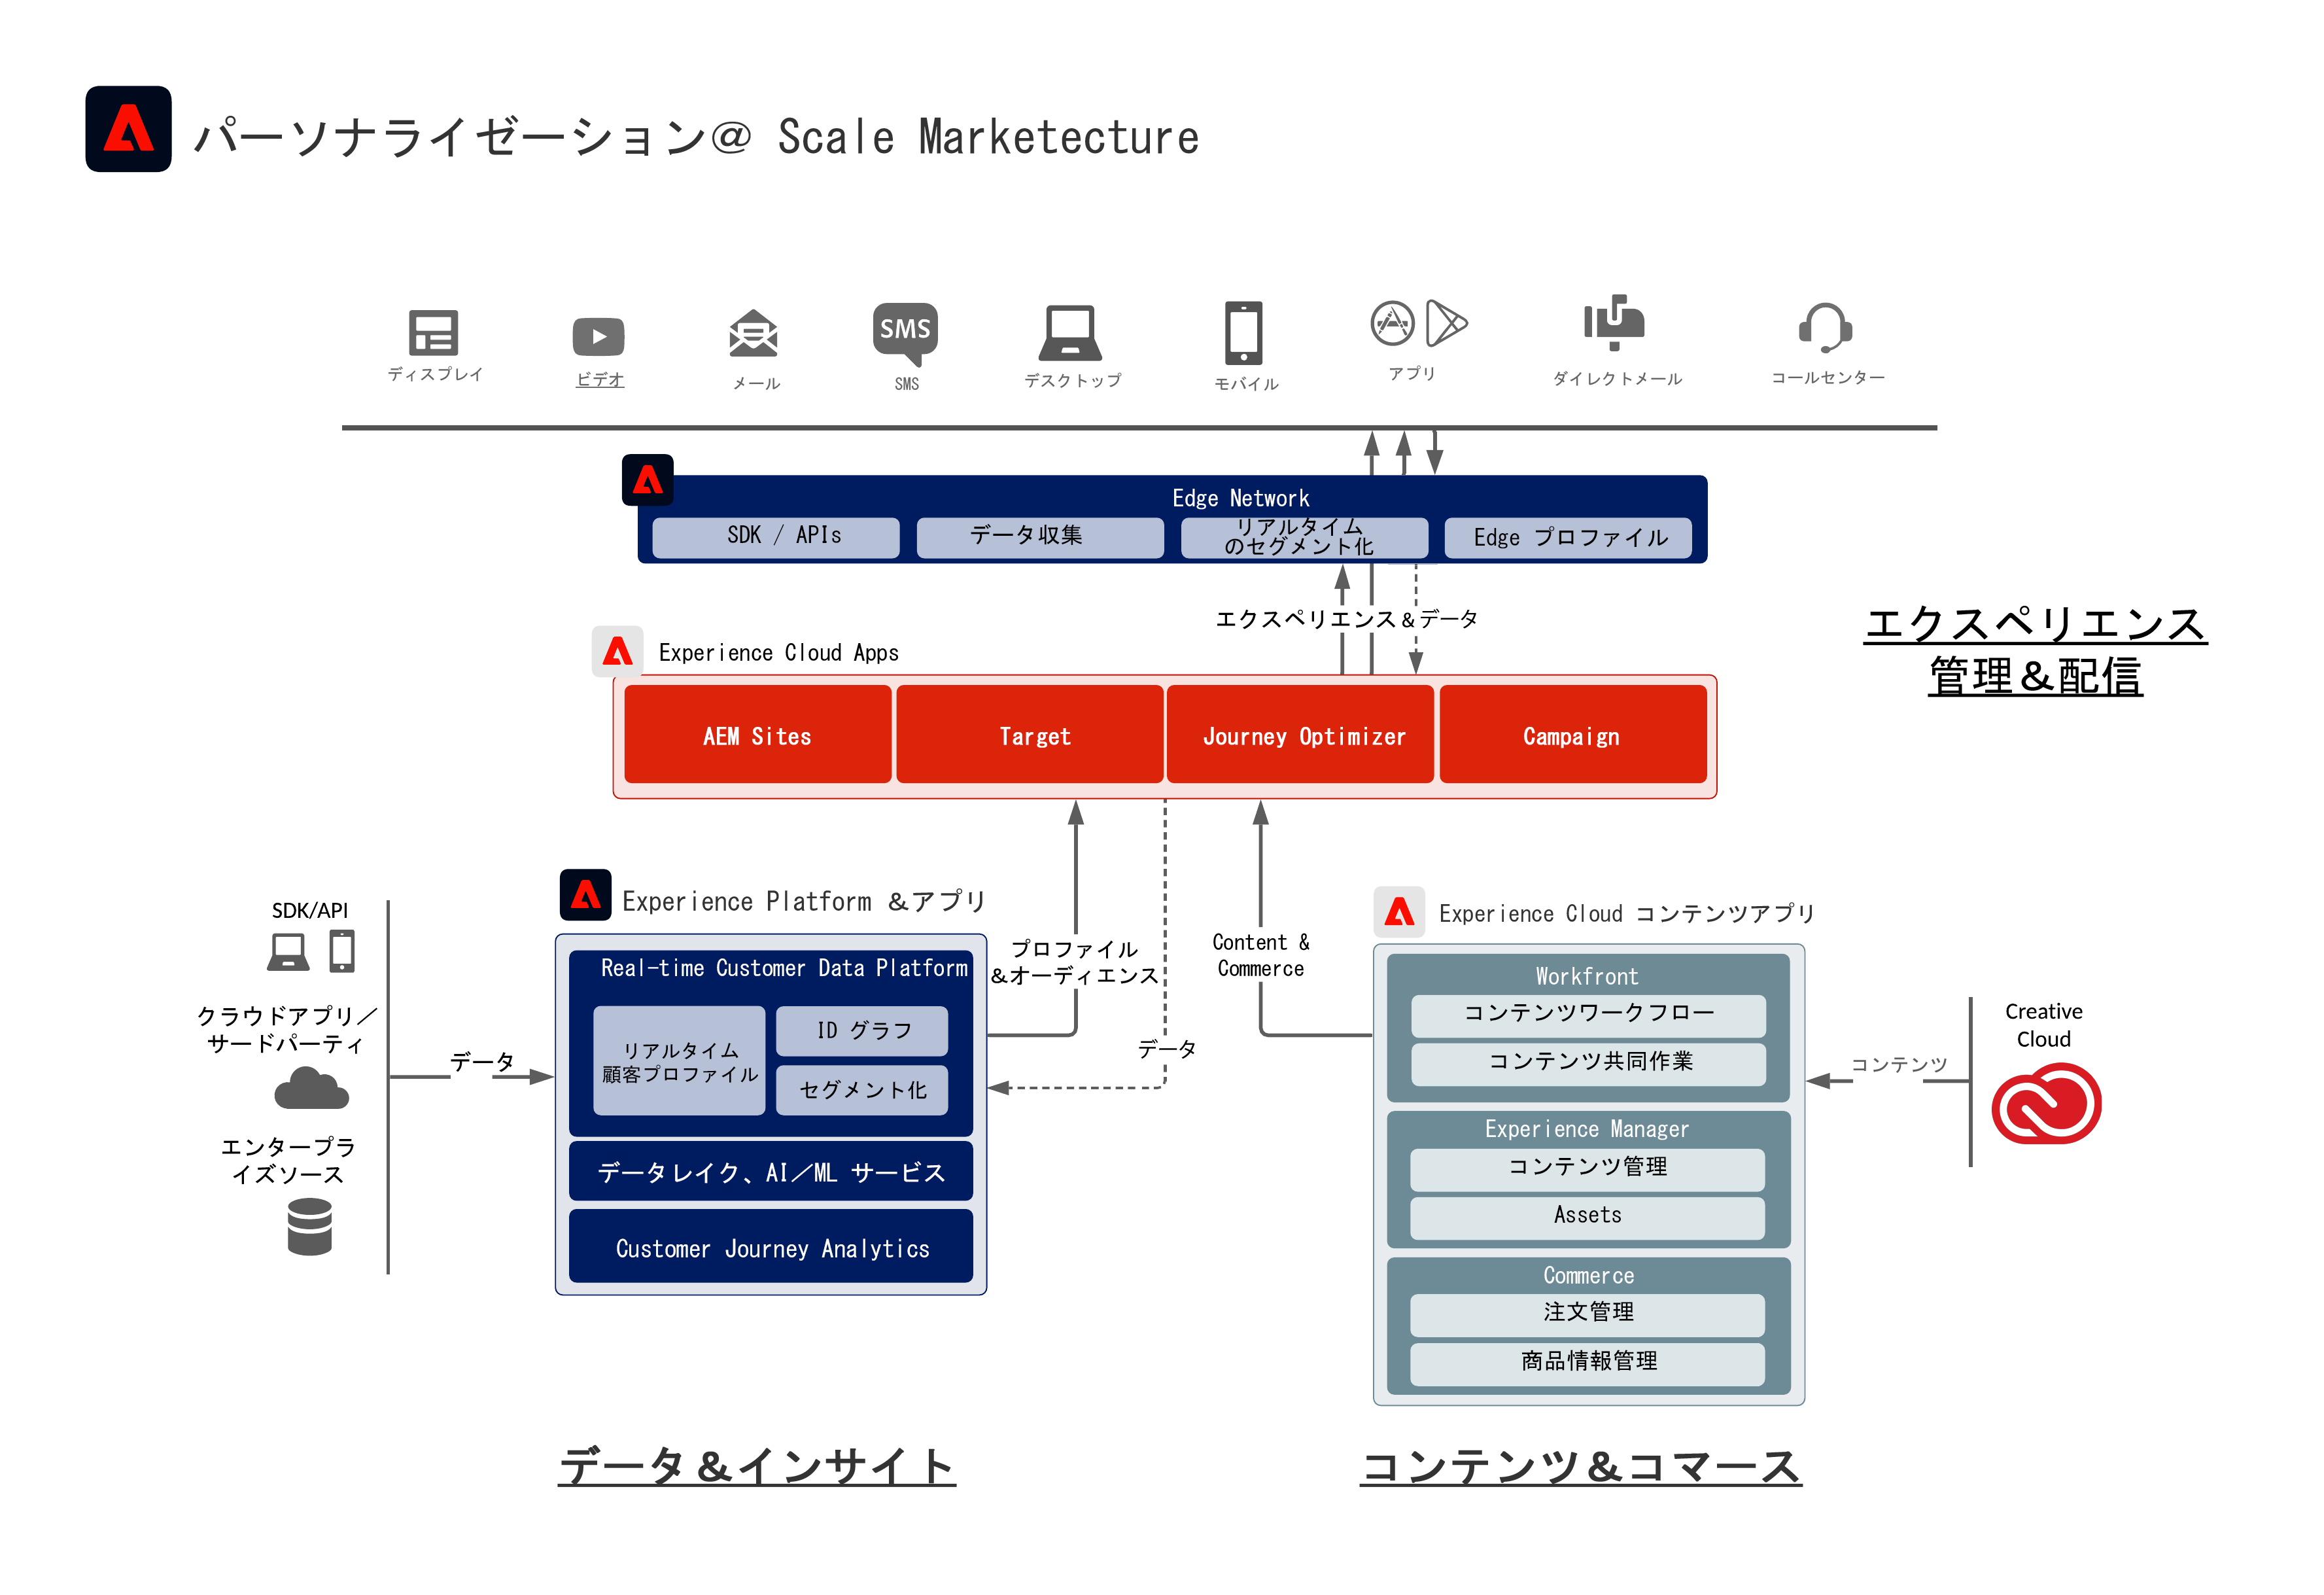 パーソナライゼーション@ Scale Marketecture
ディスプレイ
ビデオ
メール
SMS
SMS
デスクトップ
モバイル
アプリ
ダイレクトメール
コールセンター
Edge Network
SDK / APIs
データ収集
リアルタイム
のセグメント化
Edge プロファイル
エクスペリエンス&データ
エクスペリエンス
管理&配信
Experience Cloud Apps
AEM Sites
Target
Journey Optimizer
Campaign
SDK/API
クラウドアプリ/
サードパーティ
エンタープラ
イズソース
データ
Experience Platform &アプリ
Real-time Customer Data Platform
リアルタイム
顧客プロファイル
ID グラフ
セグメント化
データレイク、AI/ML サービス
Customer Journey Analytics
プロファイル
&オーディエンス
データ
Content &
Commerce
Experience Cloud コンテンツアプリ
Workfront
コンテンツワークフロー
コンテンツ共同作業
Experience Manager
コンテンツ管理
Assets
Commerce
注文管理
商品情報管理
コンテンツ
Creative
Cloud
データ&インサイト
コンテンツ&コマース